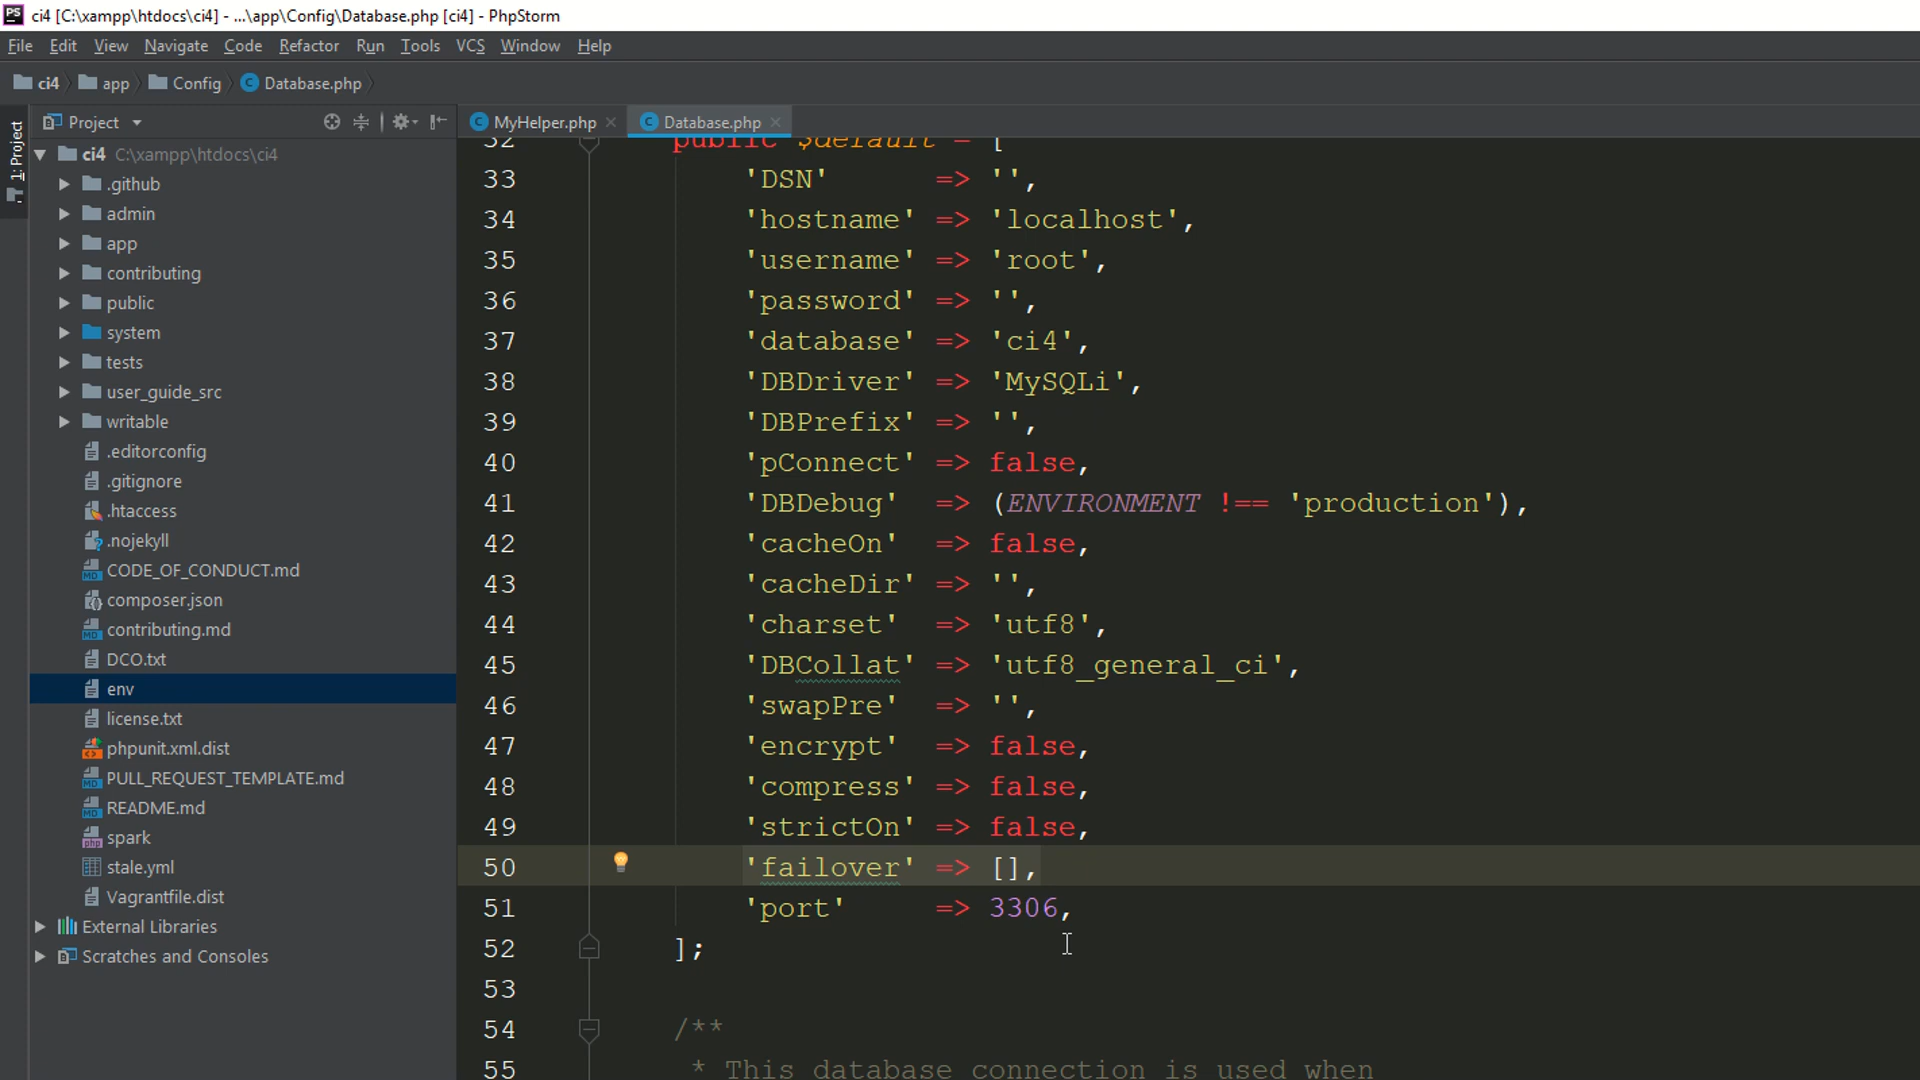 PS ci4 [C:\xampp\htdocs\ci4] - ...\app\Config\Database.php [ci4] - PhpStorm
File Edit View Navigate Code Refactor Run Tools VCS Window Help
ci4 app Config Database.php
1: Project
Project
ci4 C:\xampp\htdocs\ci4
.github
admin
app
contributing
public
system
tests
user_guide_src
writable
.editorconfig
.gitignore
.htaccess
.nojekyll
CODE_OF_CONDUCT.md
composer.json
contributing.md
DCO.txt
env
license.txt
phpunit.xml.dist
PULL_REQUEST_TEMPLATE.md
README.md
spark
stale.yml
Vagrantfile.dist
External Libraries
Scratches and Consoles
MyHelper.php Database.php
32 public $default = [
33 'DSN' => '',
34 'hostname' => 'localhost',
35 'username' => 'root',
36 'password' => '',
37 'database' => 'ci4',
38 'DBDriver' => 'MySQLi',
39 'DBPrefix' => '',
40 'pConnect' => false,
41 'DBDebug' => (ENVIRONMENT !== 'production'),
42 'cacheOn' => false,
43 'cacheDir' => '',
44 'charset' => 'utf8',
45 'DBCollat' => 'utf8_general_ci',
46 'swapPre' => '',
47 'encrypt' => false,
48 'compress' => false,
49 'strictOn' => false,
50 'failover' => [],
51 'port' => 3306,
52 ];
53
54 /**
55 * This database connection is used when